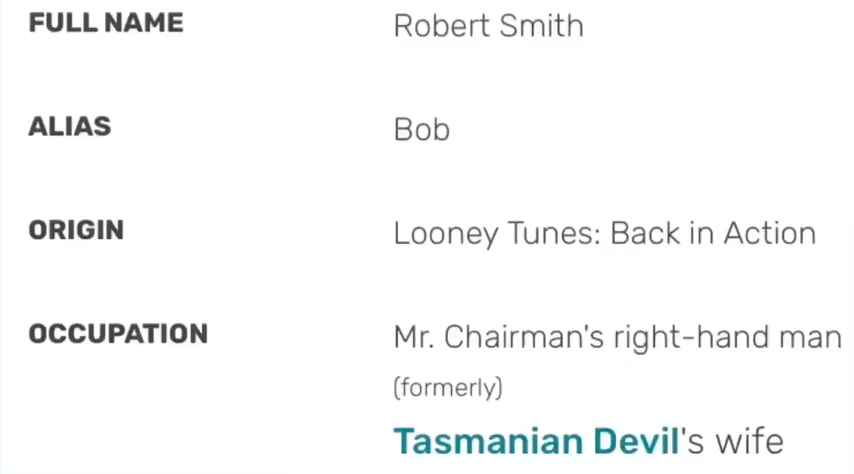 FULL NAME Robert Smith
ALIAS Bob
ORIGIN Looney Tunes: Back in Action
OCCUPATION Mr. Chairman's right-hand man
(formerly)
Tasmanian Devil's wife